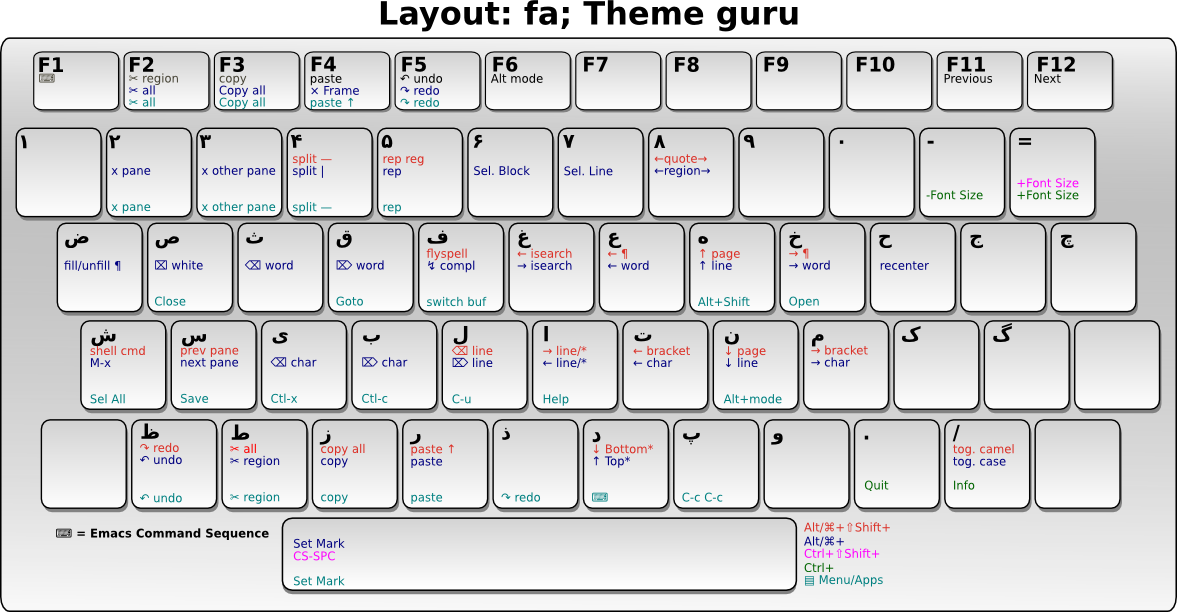 Layout: fa; Theme guru
F1
⌨
F2
✂ region
✂ all
✂ all
F3
copy
Copy all
Copy all
F4
paste
× Frame
paste ↑
F5
↶ undo
↷ redo
↷ redo
F6
Alt mode
F7
F8
F9
F10
F11
Previous
F12
Next
۱
۲
x pane
x pane
۳
x other pane
x other pane
۴
split —
split |
split —
۵
rep reg
rep
rep
۶
Sel. Block
۷
Sel. Line
۸
←quote→
←region→
۹
۰
-
-Font Size
=
+Font Size
+Font Size
ض
fill/unfill ¶
ص
⌧ white
Close
ث
⌫ word
ق
⌦ word
Goto
ف
flyspell
↯ compl
switch buf
غ
← isearch
→ isearch
ع
← ¶
← word
ه
↑ page
↑ line
Alt+Shift
خ
→ ¶
→ word
Open
ح
recenter
ج
چ
ش
shell cmd
M-x
Sel All
س
prev pane
next pane
Save
ی
⌫ char
Ctl-x
ب
⌦ char
Ctl-c
ل
⌫ line
⌦ line
C-u
ا
→ line/*
← line/*
Help
ت
← bracket
← char
ن
↓ page
↓ line
Alt+mode
م
→ bracket
→ char
ک
گ
ظ
↷ redo
↶ undo
↶ undo
ط
✂ all
✂ region
✂ region
ز
copy all
copy
copy
ر
paste ↑
paste
paste
ذ
↷ redo
د
↓ Bottom*
↑ Top*
⌨
پ
C-c C-c
و
.
Quit
/
tog. camel
tog. case
Info
⌨ = Emacs Command Sequence
Set Mark
CS-SPC
Set Mark
Alt/⌘+⇧Shift+
Alt/⌘+
Ctrl+⇧Shift+
Ctrl+
▤ Menu/Apps